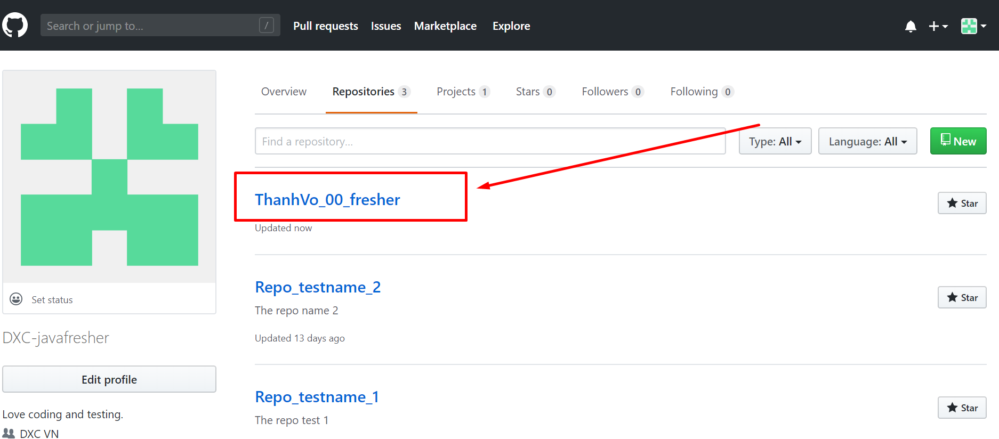 Search or jump to... /
Pull requests Issues Marketplace Explore
Overview Repositories 3 Projects 1 Stars 0 Followers 0 Following 0
Find a repository... Type: All Language: All New
ThanhVo_00_fresher
Star
Updated now
Repo_testname_2
Star
The repo name 2
Updated 13 days ago
Repo_testname_1
Star
The repo test 1
Set status
DXC-javafresher
Edit profile
Love coding and testing.
DXC VN